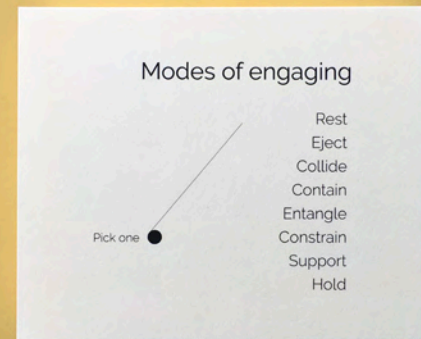 Modes of engaging
Rest
Eject
Collide
Contain
Entangle
Pick one
Constrain
Support
Hold